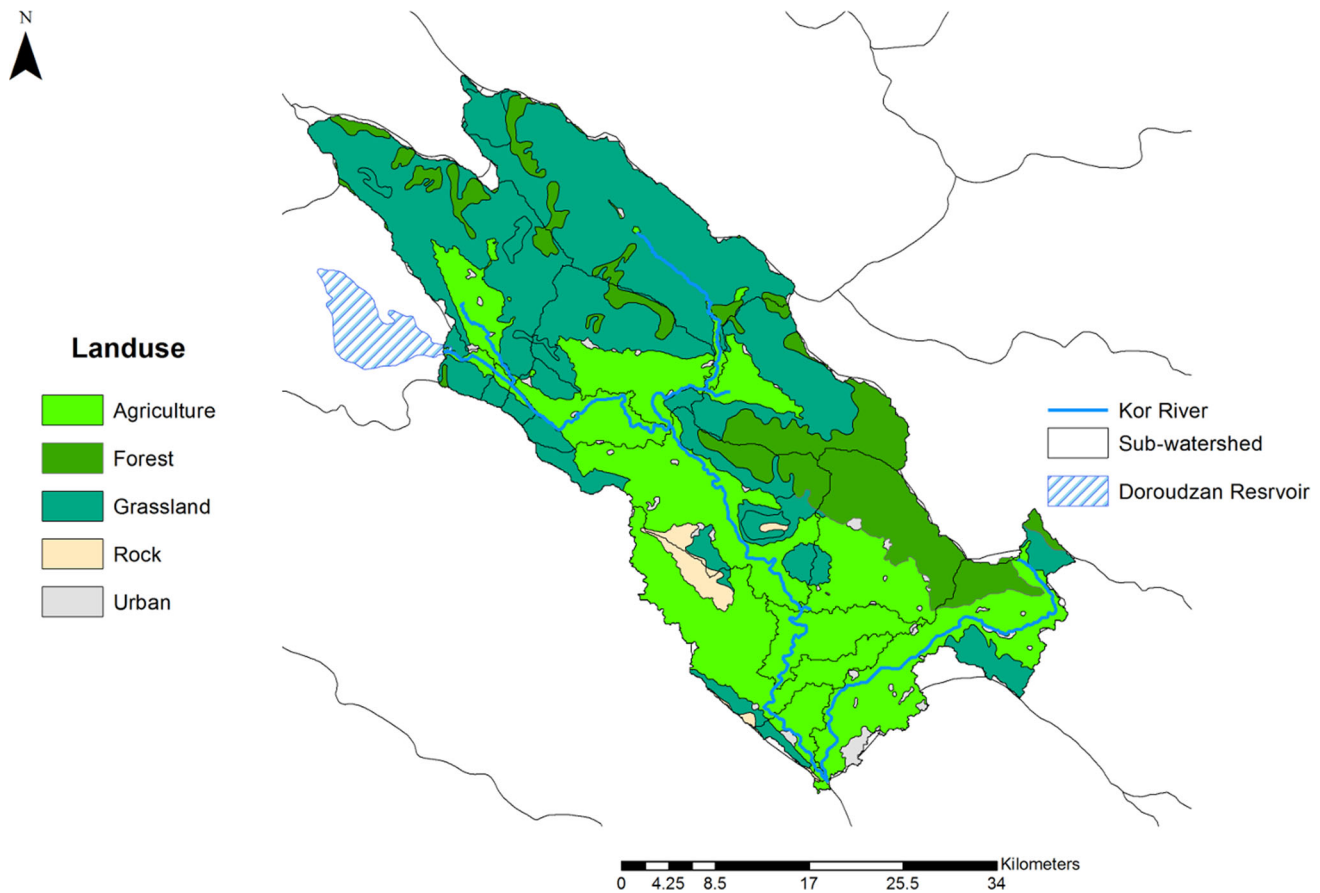 N
Landuse
Agriculture
Forest
Grassland
Rock
Urban
Kor River
Sub-watershed
Doroudzan Resrvoir
Kilometers
0 4.25 8.5 17 25.5 34